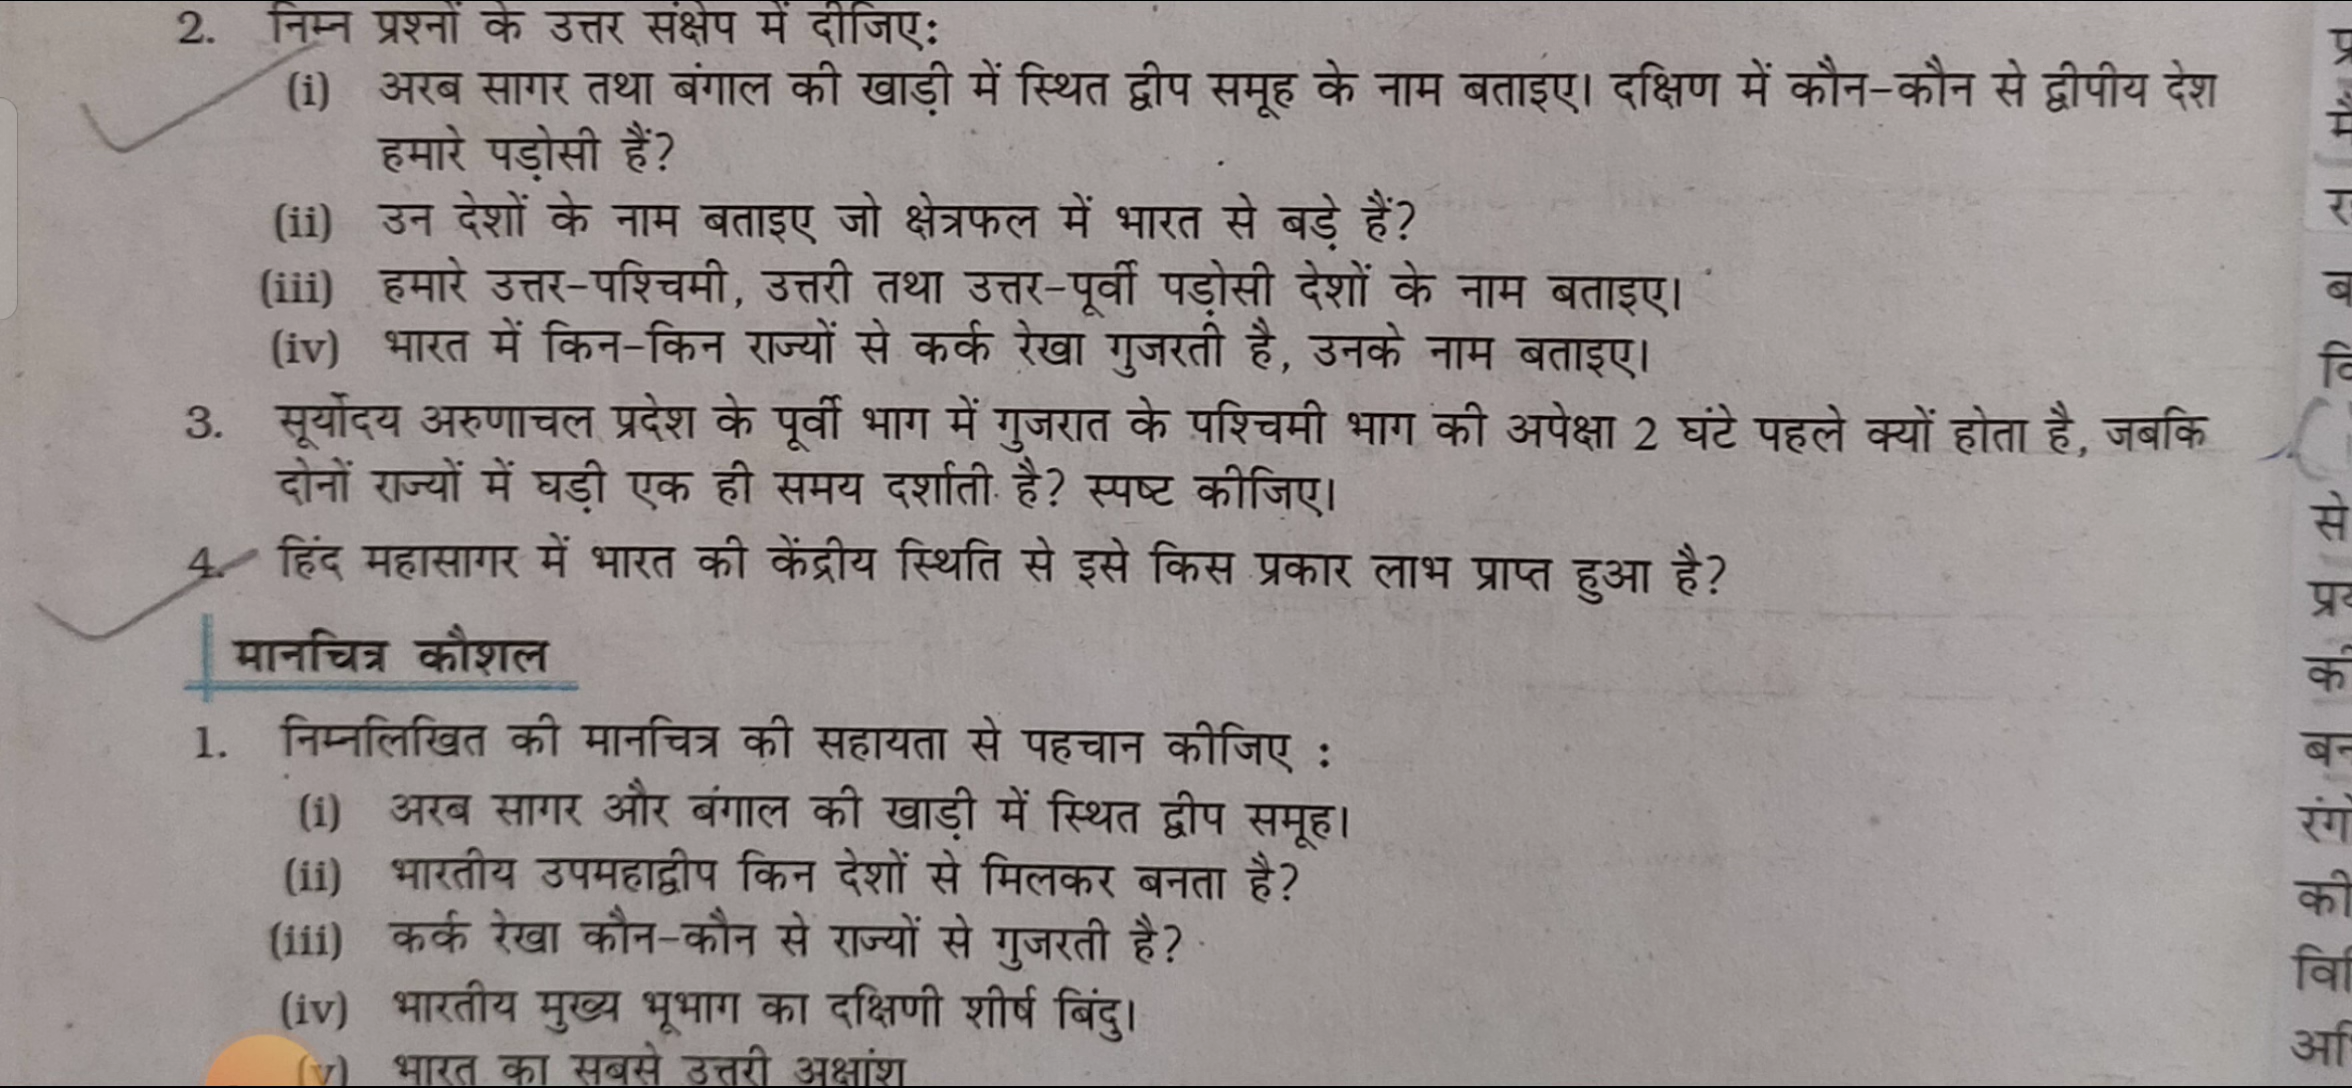 2. निम्न प्रश्नों के उत्तर संक्षेप में दीजिए:
(i) अरब सागर तथा बंगाल की खाड़ी में स्थित द्वीप समूह के नाम बताइए। दक्षिण में कौन-कौन से द्वीपीय देश
हमारे पड़ोसी हैं?
(ii) उन देशों के नाम बताइए जो क्षेत्रफल में भारत से बड़े हैं?
(iii) हमारे उत्तर-पश्चिमी, उत्तरी तथा उत्तर-पूर्वी पड़ोसी देशों के नाम बताइए।
(iv) भारत में किन-किन राज्यों से कर्क रेखा गुजरती है, उनके नाम बताइए।
3. सूर्योदय अरुणाचल प्रदेश के पूर्वी भाग में गुजरात के पश्चिमी भाग की अपेक्षा 2 घंटे पहले क्यों होता है, जबकि
दोनों राज्यों में घड़ी एक ही समय दर्शाती है? स्पष्ट कीजिए।
4. हिंद महासागर में भारत की केंद्रीय स्थिति से इसे किस प्रकार लाभ प्राप्त हुआ है?
मानचित्र कौशल
1. निम्नलिखित की मानचित्र की सहायता से पहचान कीजिए :
(i) अरब सागर और बंगाल की खाड़ी में स्थित द्वीप समूह।
(ii) भारतीय उपमहाद्वीप किन देशों से मिलकर बनता है?
(iii) कर्क रेखा कौन-कौन से राज्यों से गुजरती है?
(iv) भारतीय मुख्य भूभाग का दक्षिणी शीर्ष बिंदु।
(v) भारत का सबसे उत्तरी अक्षांश